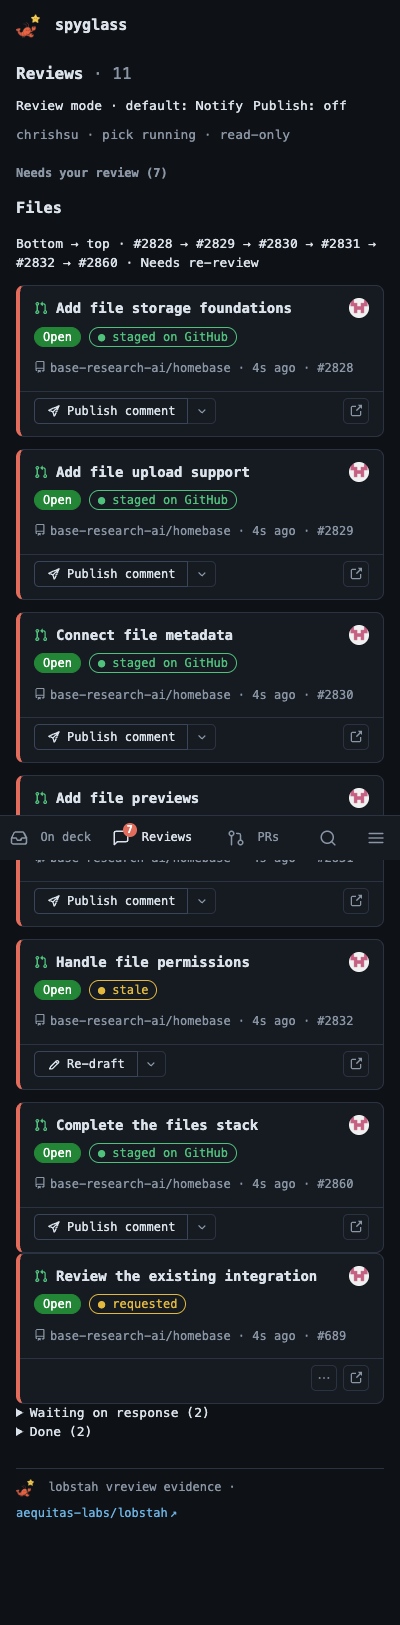 spyglass
Reviews · 11
Review mode · default: Notify Publish: off
chrishsu · pick running · read-only
Needs your review (7)
Files
Bottom → top · #2828 → #2829 → #2830 → #2831 →
#2832 → #2860 · Needs re-review
Add file storage foundations
Open staged on GitHub
base-research-ai/homebase · 4s ago · #2828
Publish comment
Add file upload support
Open staged on GitHub
base-research-ai/homebase · 4s ago · #2829
Publish comment
Connect file metadata
Open staged on GitHub
base-research-ai/homebase · 4s ago · #2830
Publish comment
Add file previews
On deck 7 Reviews PRs
base-research-ai/homebase · 4s ago · #2831
Publish comment
Handle file permissions
Open stale
base-research-ai/homebase · 4s ago · #2832
Re-draft
Complete the files stack
Open staged on GitHub
base-research-ai/homebase · 4s ago · #2860
Publish comment
Review the existing integration
Open requested
base-research-ai/homebase · 4s ago · #689
Waiting on response (2)
Done (2)
lobstah vreview evidence ·
aequitas-labs/lobstah↗